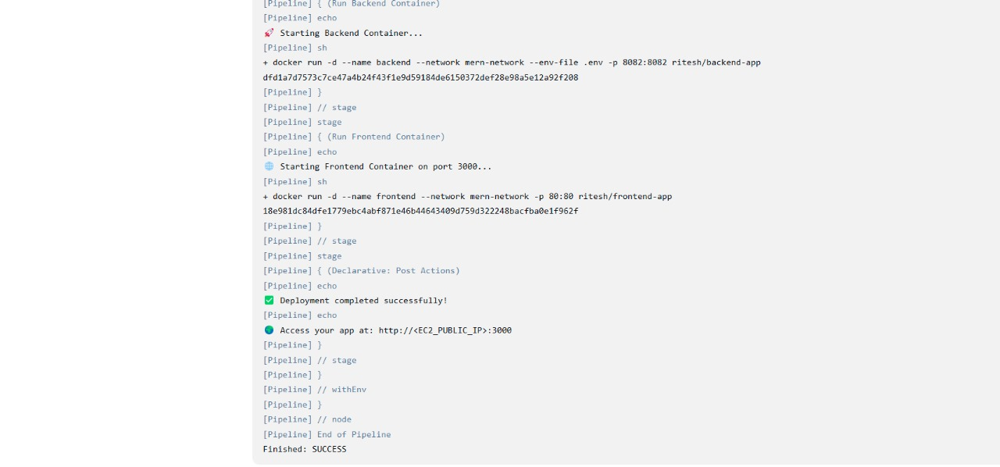 [Pipeline] { (Run Backend Container)
[Pipeline] echo
🚀 Starting Backend Container...
[Pipeline] sh
+ docker run -d --name backend --network mern-network --env-file .env -p 8082:8082 ritesh/backend-app
dfd1a7d7573c7ce47a4b24f43f1e9d59184de6150372def28e98a5e12a92f208
[Pipeline] }
[Pipeline] // stage
[Pipeline] stage
[Pipeline] { (Run Frontend Container)
[Pipeline] echo
🌐 Starting Frontend Container on port 3000...
[Pipeline] sh
+ docker run -d --name frontend --network mern-network -p 80:80 ritesh/frontend-app
18e981dc84dfe1779ebc4abf871e46b44643409d759d322248bacfba0e1f962f
[Pipeline] }
[Pipeline] // stage
[Pipeline] stage
[Pipeline] { (Declarative: Post Actions)
[Pipeline] echo
✅ Deployment completed successfully!
[Pipeline] echo
🌍 Access your app at: http://<EC2_PUBLIC_IP>:3000
[Pipeline] }
[Pipeline] // stage
[Pipeline] }
[Pipeline] // withEnv
[Pipeline] }
[Pipeline] // node
[Pipeline] End of Pipeline
Finished: SUCCESS